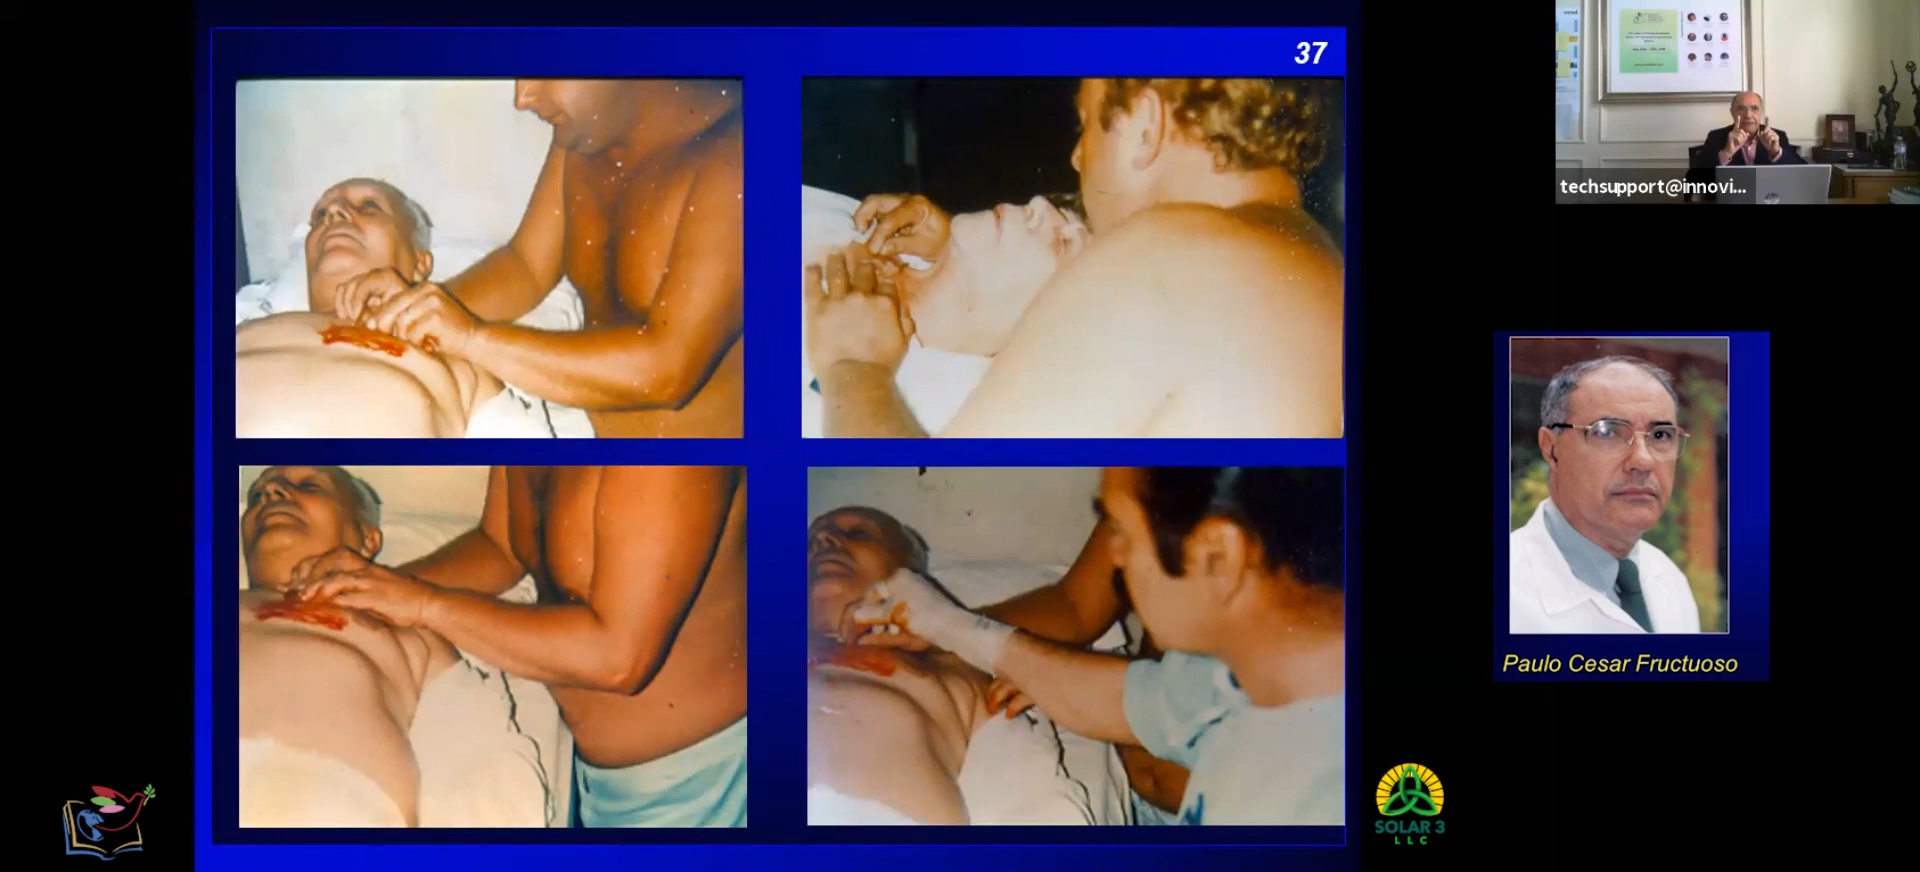 37
techsupport@innovi...
Paulo Cesar Fructuoso
SOLAR 3
LLC